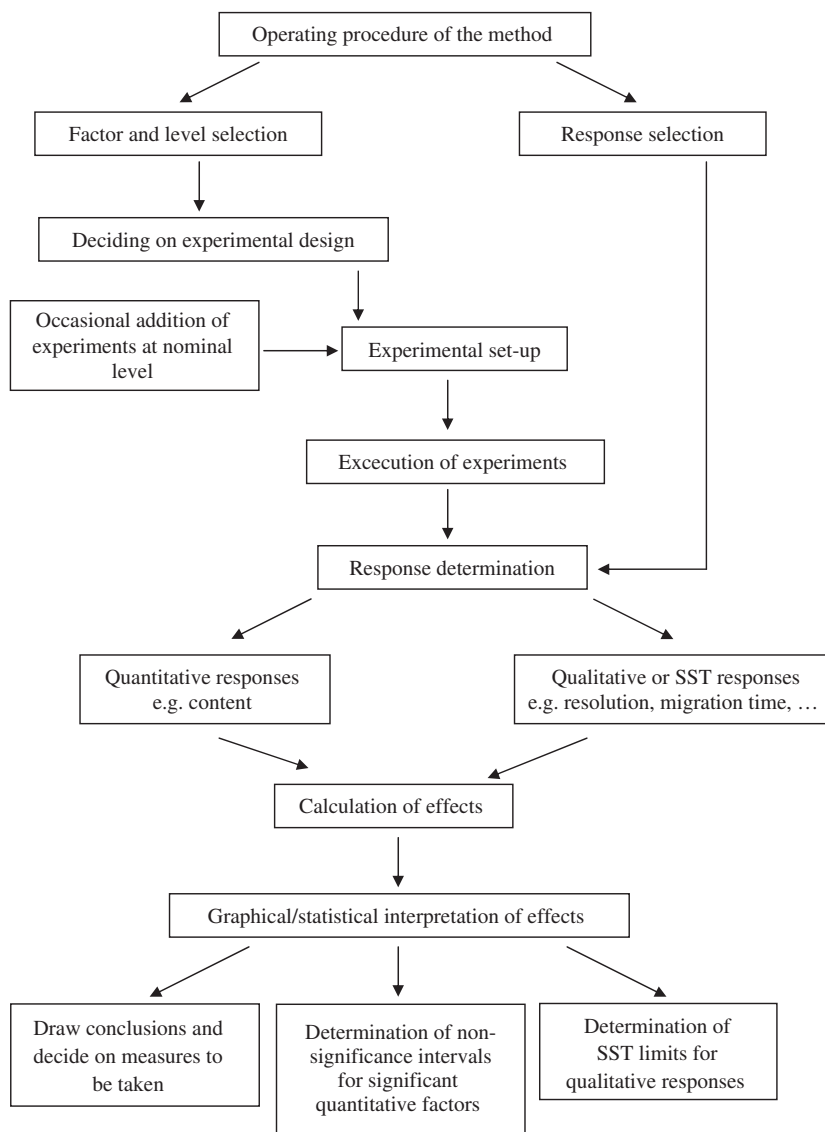 Operating procedure of the method
Factor and level selection
Response selection
Deciding on experimental design
Occasional addition of
experiments at nominal
level
Experimental set-up
Excecution of experiments
Response determination
Quantitative responses
e.g. content
Qualitative or SST responses
e.g. resolution, migration time, …
Calculation of effects
Graphical/statistical interpretation of effects
Draw conclusions and
decide on measures to
be taken
Determination of non-
significance intervals
for significant
quantitative factors
Determination of
SST limits for
qualitative responses